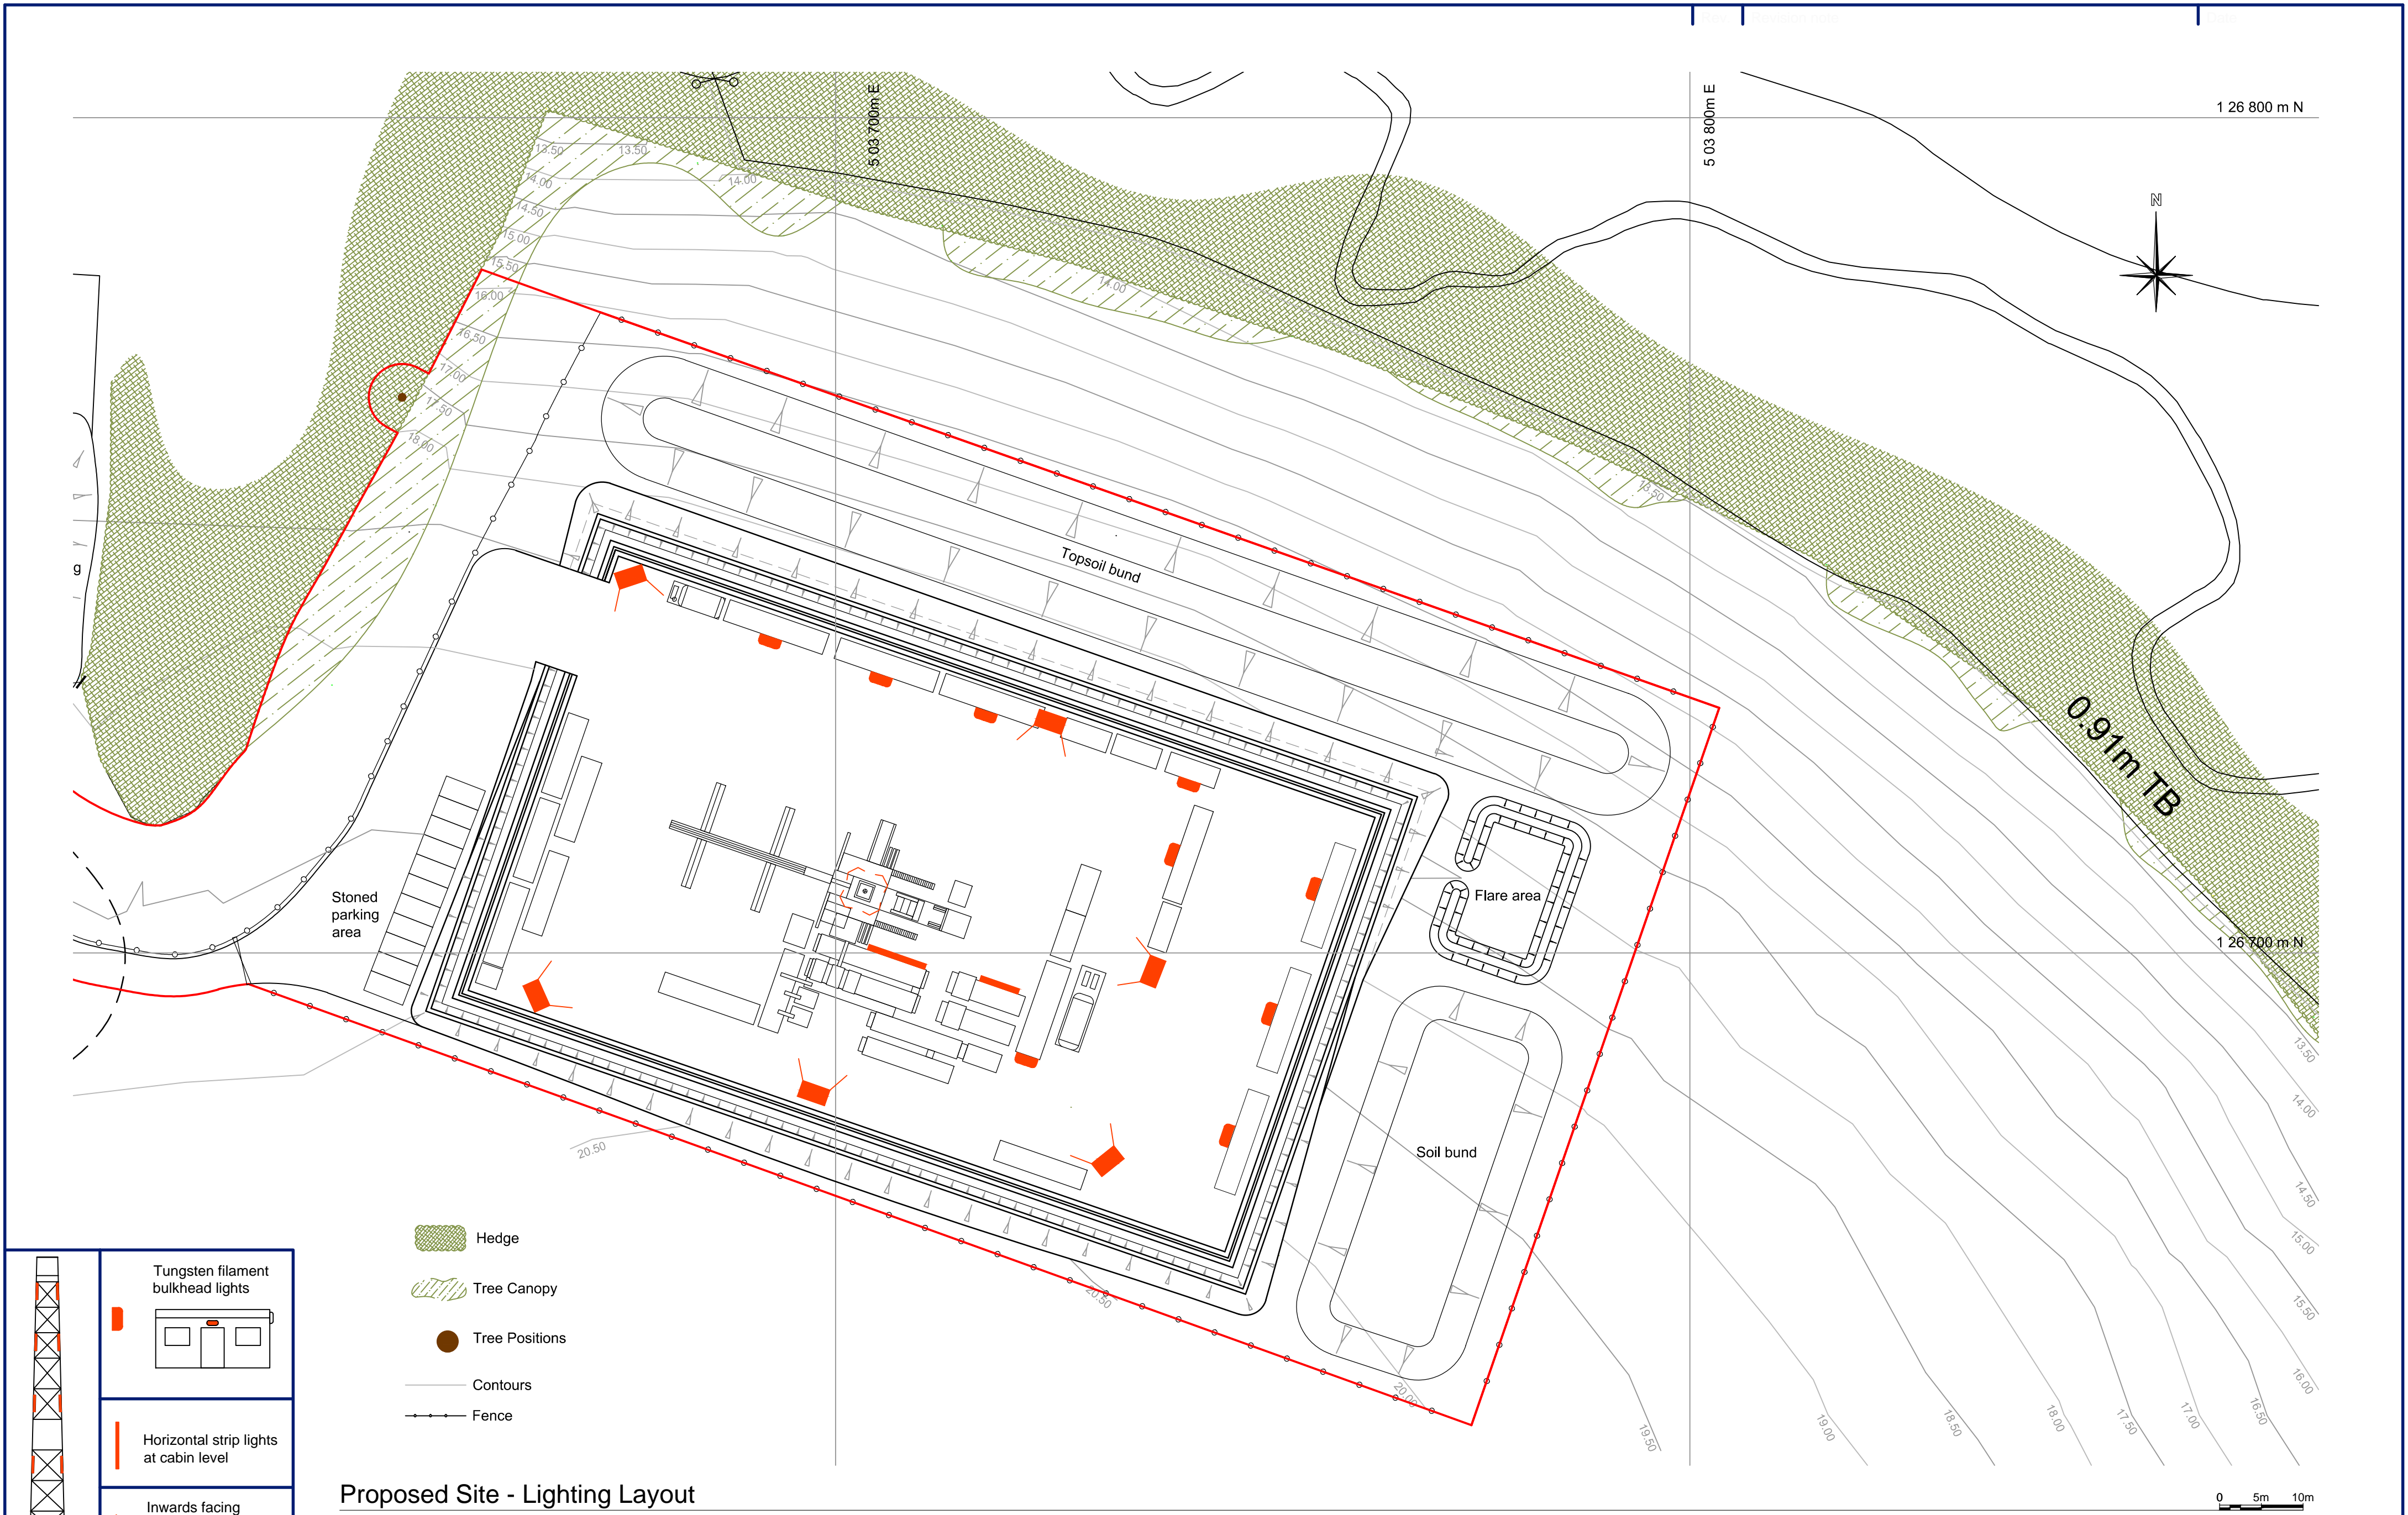 5 03 700m E
5 03 800m E
1 26 800 m N
N
13.50
13.50
14.00
14.00
14.50
15.00
15.50
16.00
16.50
17.00
17.50
18.00
14.00
13.50
Topsoil bund
g
0.91m TB
Stoned
parking
area
Flare area
1 26 700 m N
Soil bund
20.50
20.50
20.00
19.50
19.00
18.50
18.00
17.50
17.00
16.50
16.00
15.50
15.00
14.50
14.00
13.50
Hedge
Tree Canopy
Tree Positions
Contours
Fence
Tungsten filament
bulkhead lights
Horizontal strip lights
at cabin level
Inwards facing
Proposed Site - Lighting Layout
0 5m 10m